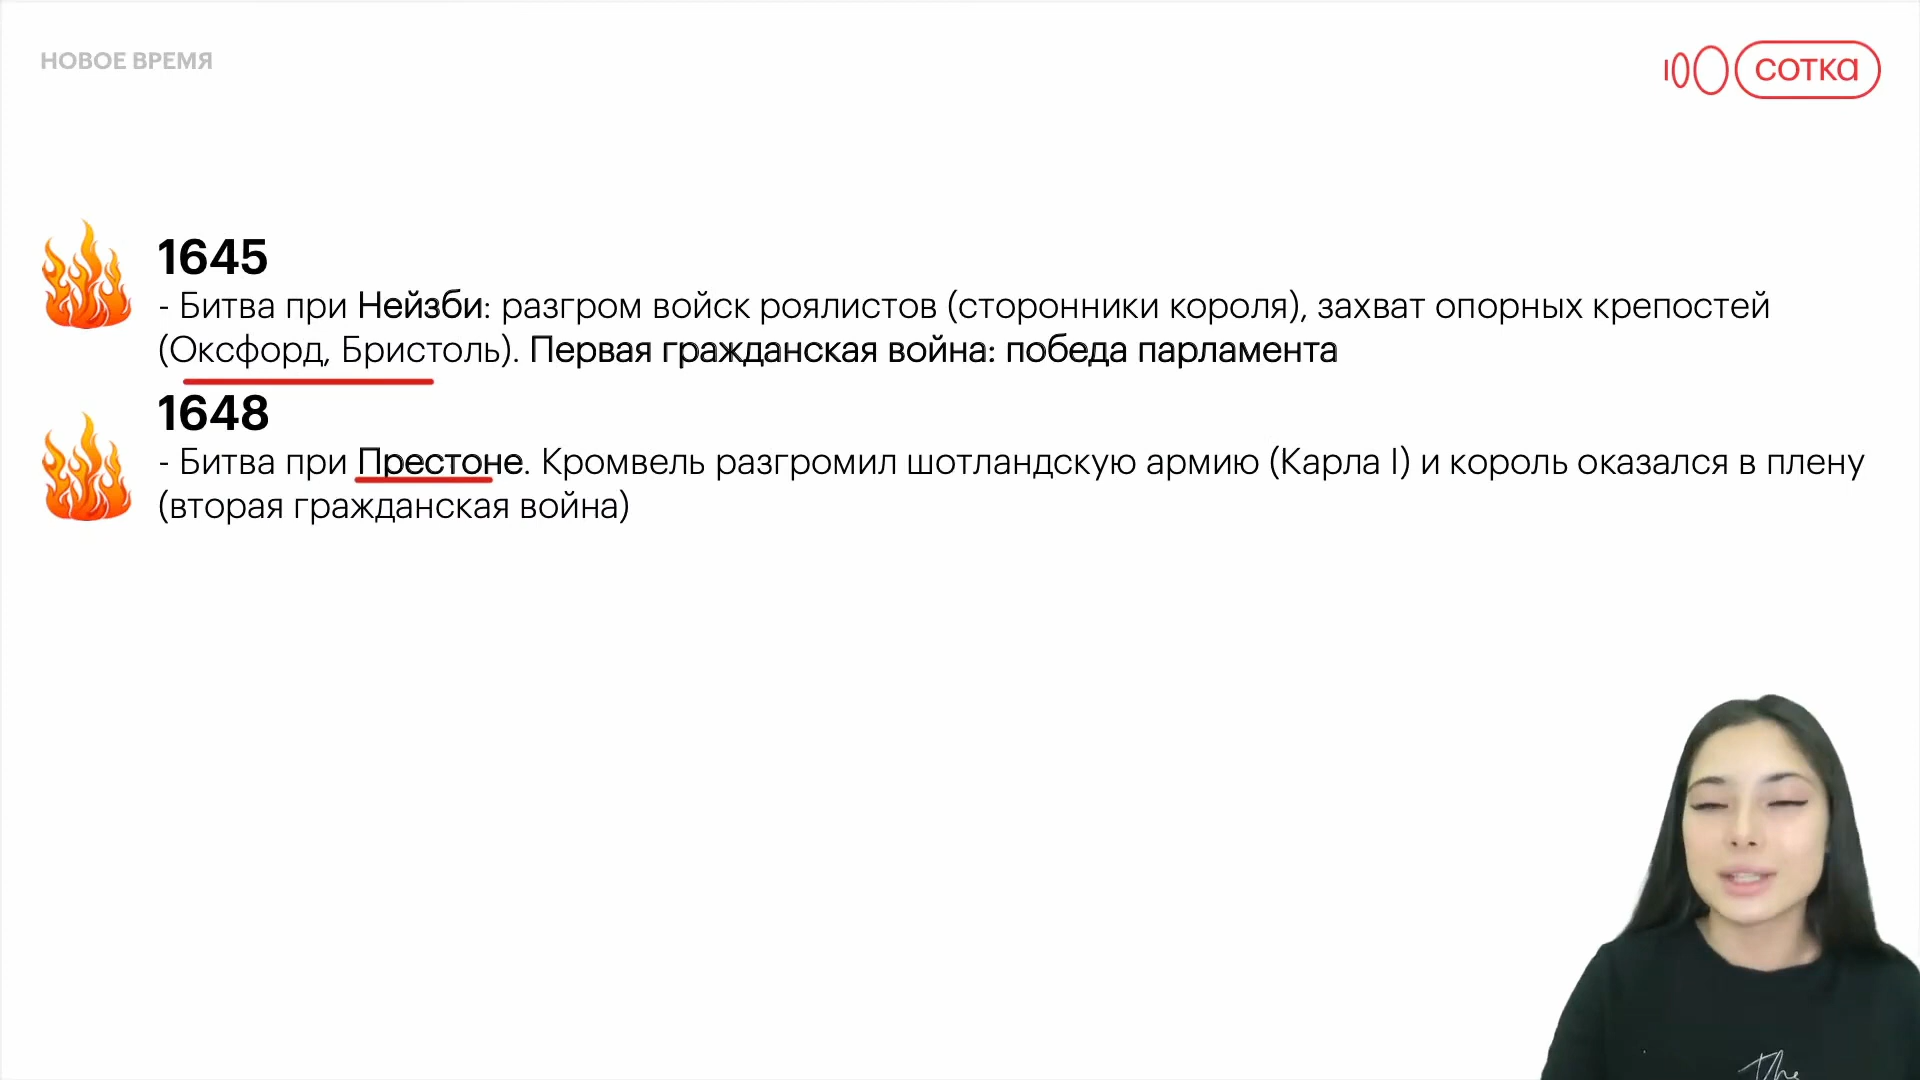 НОВОЕ ВРЕМЯ
100 сотка
1645
- Битва при Нейзби: разгром войск роялистов (сторонники короля), захват опорных крепостей
(Оксфорд, Бристоль). Первая гражданская война: победа парламента
1648
- Битва при Престоне. Кромвель разгромил шотландскую армию (Карла I) и король оказался в плену
(вторая гражданская война)
The